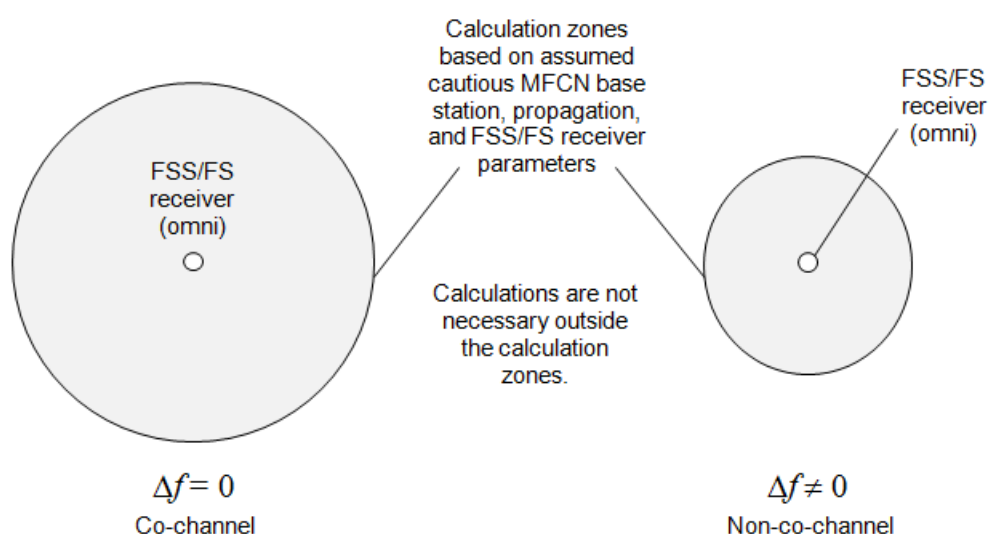 Calculation zones
based on assumed
cautious MFCN base
station, propagation,
and FSS/FS receiver
parameters
FSS/FS
receiver
(omni)
FSS/FS
receiver
(omni)
Calculations are not
necessary outside
the calculation
zones.
Δf = 0
Co-channel
Δf ≠ 0
Non-co-channel